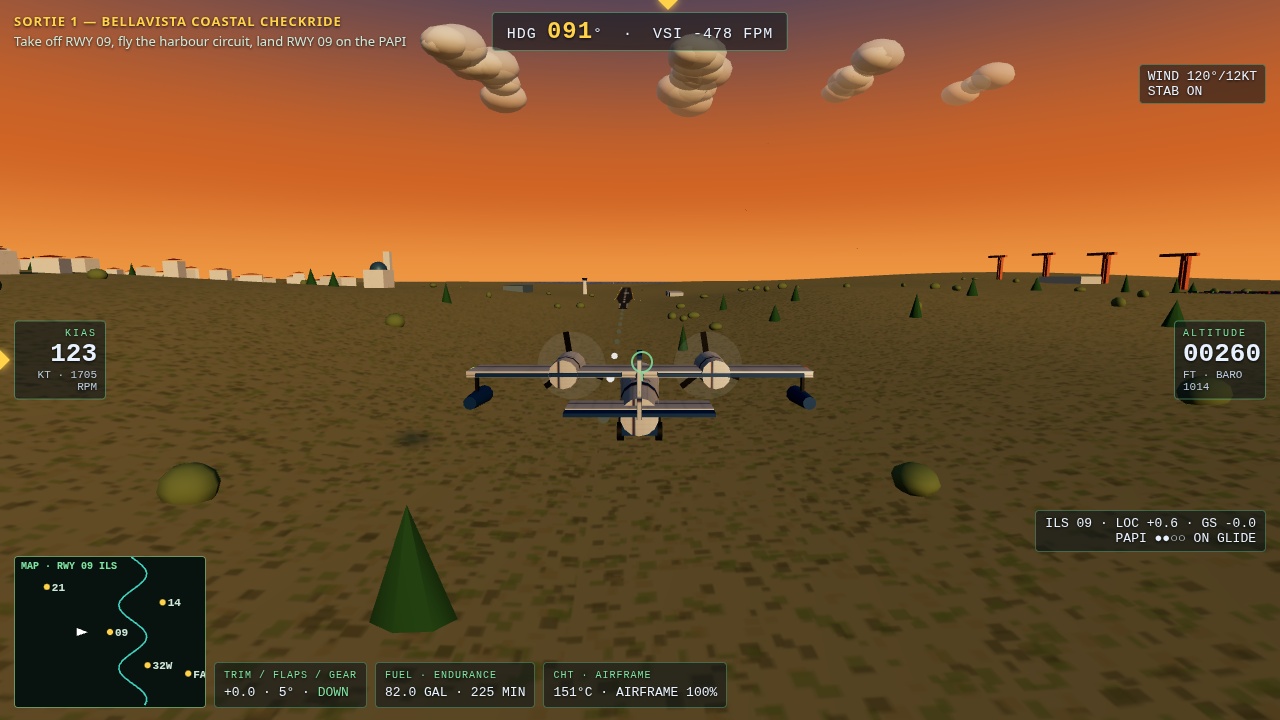 SORTIE 1 — BELLAVISTA COASTAL CHECKRIDE
Take off RWY 09, fly the harbour circuit, land RWY 09 on the PAPI
HDG 091° · VSI -478 FPM
WIND 120°/12KT
STAB ON
KIAS
123
KT · 1705
RPM
ALTITUDE
00260
FT · BARO
1014
ILS 09 · LOC +0.6 · GS -0.0
PAPI ●●○○ ON GLIDE
MAP · RWY 09 ILS
21
14
09
32W
FA
TRIM / FLAPS / GEAR
+0.0 · 5° · DOWN
FUEL · ENDURANCE
82.0 GAL · 225 MIN
CHT · AIRFRAME
151°C · AIRFRAME 100%